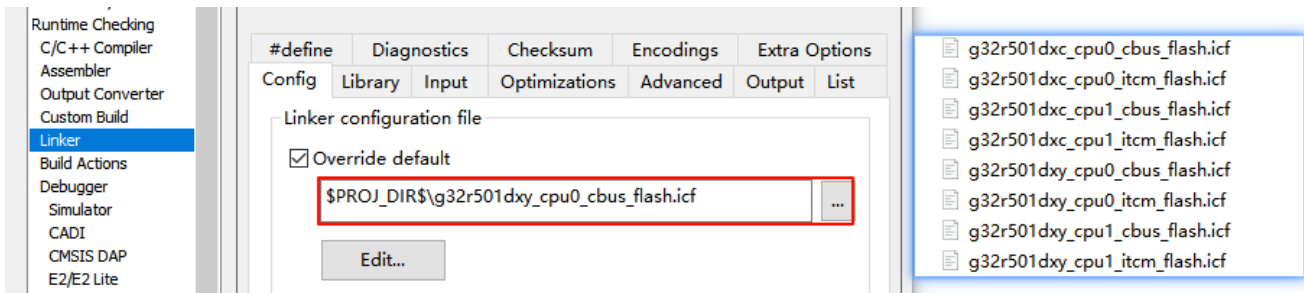 Runtime Checking
C/C++ Compiler
Assembler
Output Converter
Custom Build
Linker
Build Actions
Debugger
Simulator
CADI
CMSIS DAP
E2/E2 Lite
#define Diagnostics Checksum Encodings Extra Options
Config Library Input Optimizations Advanced Output List
Linker configuration file
Override default
$PROJ_DIR$\g32r501dxy_cpu0_cbus_flash.icf
...
Edit...
g32r501dxc_cpu0_cbus_flash.icf
g32r501dxc_cpu0_itcm_flash.icf
g32r501dxc_cpu1_cbus_flash.icf
g32r501dxc_cpu1_itcm_flash.icf
g32r501dxy_cpu0_cbus_flash.icf
g32r501dxy_cpu0_itcm_flash.icf
g32r501dxy_cpu1_cbus_flash.icf
g32r501dxy_cpu1_itcm_flash.icf